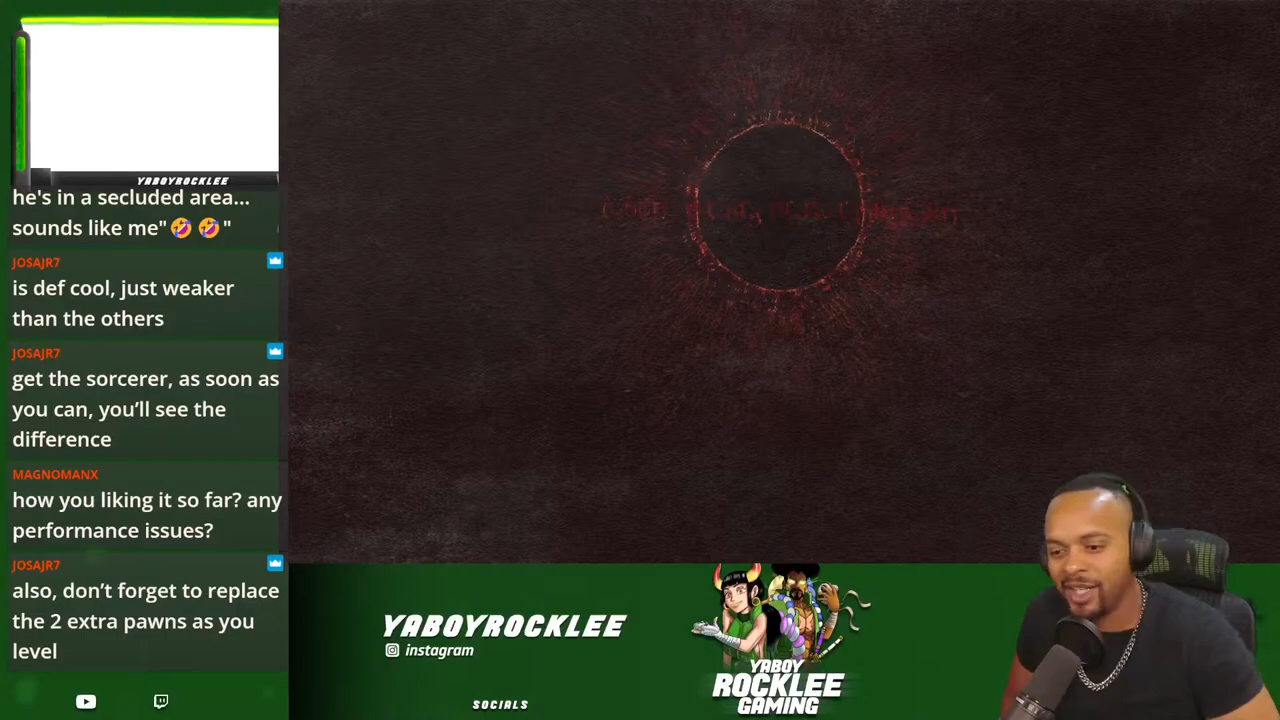 YABOYROCKLEE
he's in a secluded area...
sounds like me"🤣 🤣"
JOSAJR7
is def cool, just weaker
than the others
JOSAJR7
get the sorcerer, as soon as
you can, you’ll see the
difference
MAGNOMANX
how you liking it so far? any
performance issues?
JOSAJR7
also, don’t forget to replace
the 2 extra pawns as you
level
YABOYROCKLEE
instagram
SOCIALS
YABOY
ROCKLEE
GAMING